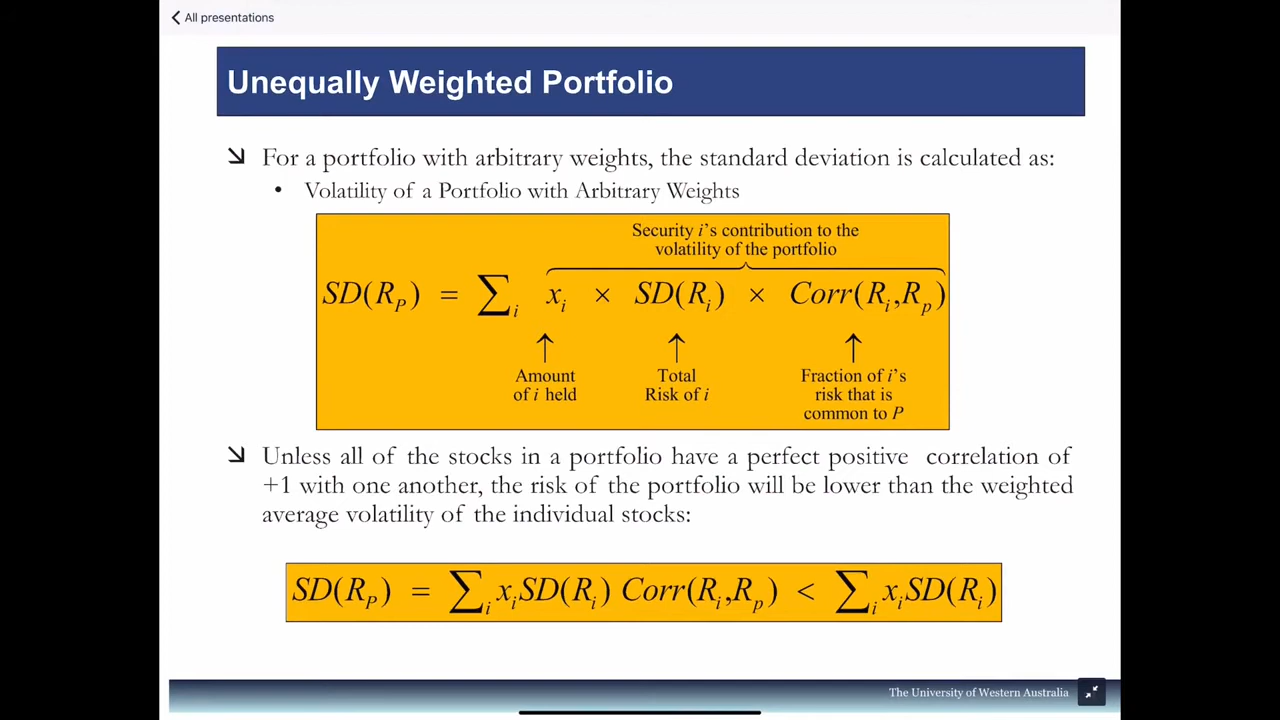 All presentations
Unequally Weighted Portfolio
For a portfolio with arbitrary weights, the standard deviation is calculated as:
• Volatility of a Portfolio with Arbitrary Weights
Security i's contribution to the
volatility of the portfolio
SD(R_P) = ∑_i x_i × SD(R_i) × Corr(R_i,R_p)
↑ ↑ ↑
Amount Total Fraction of i's
of i held Risk of i risk that is
common to P
Unless all of the stocks in a portfolio have a perfect positive correlation of
+1 with one another, the risk of the portfolio will be lower than the weighted
average volatility of the individual stocks:
SD(R_P) = ∑_i x_i SD(R_i) Corr(R_i,R_p) < ∑_i x_i SD(R_i)
The University of Western Australia